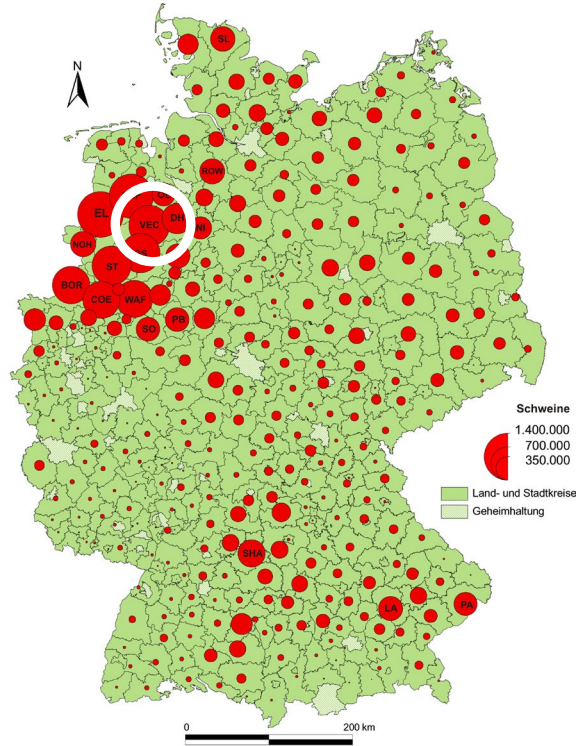 SL
N
ROW
EL
VEC
DH
NI
NOH
ST
BOR
COE
WAF
SO
PB
Schweine
1.400.000
700.000
350.000
Land- und Stadtkreise
Geheimhaltung
SHA
LA
PA
0
200 km